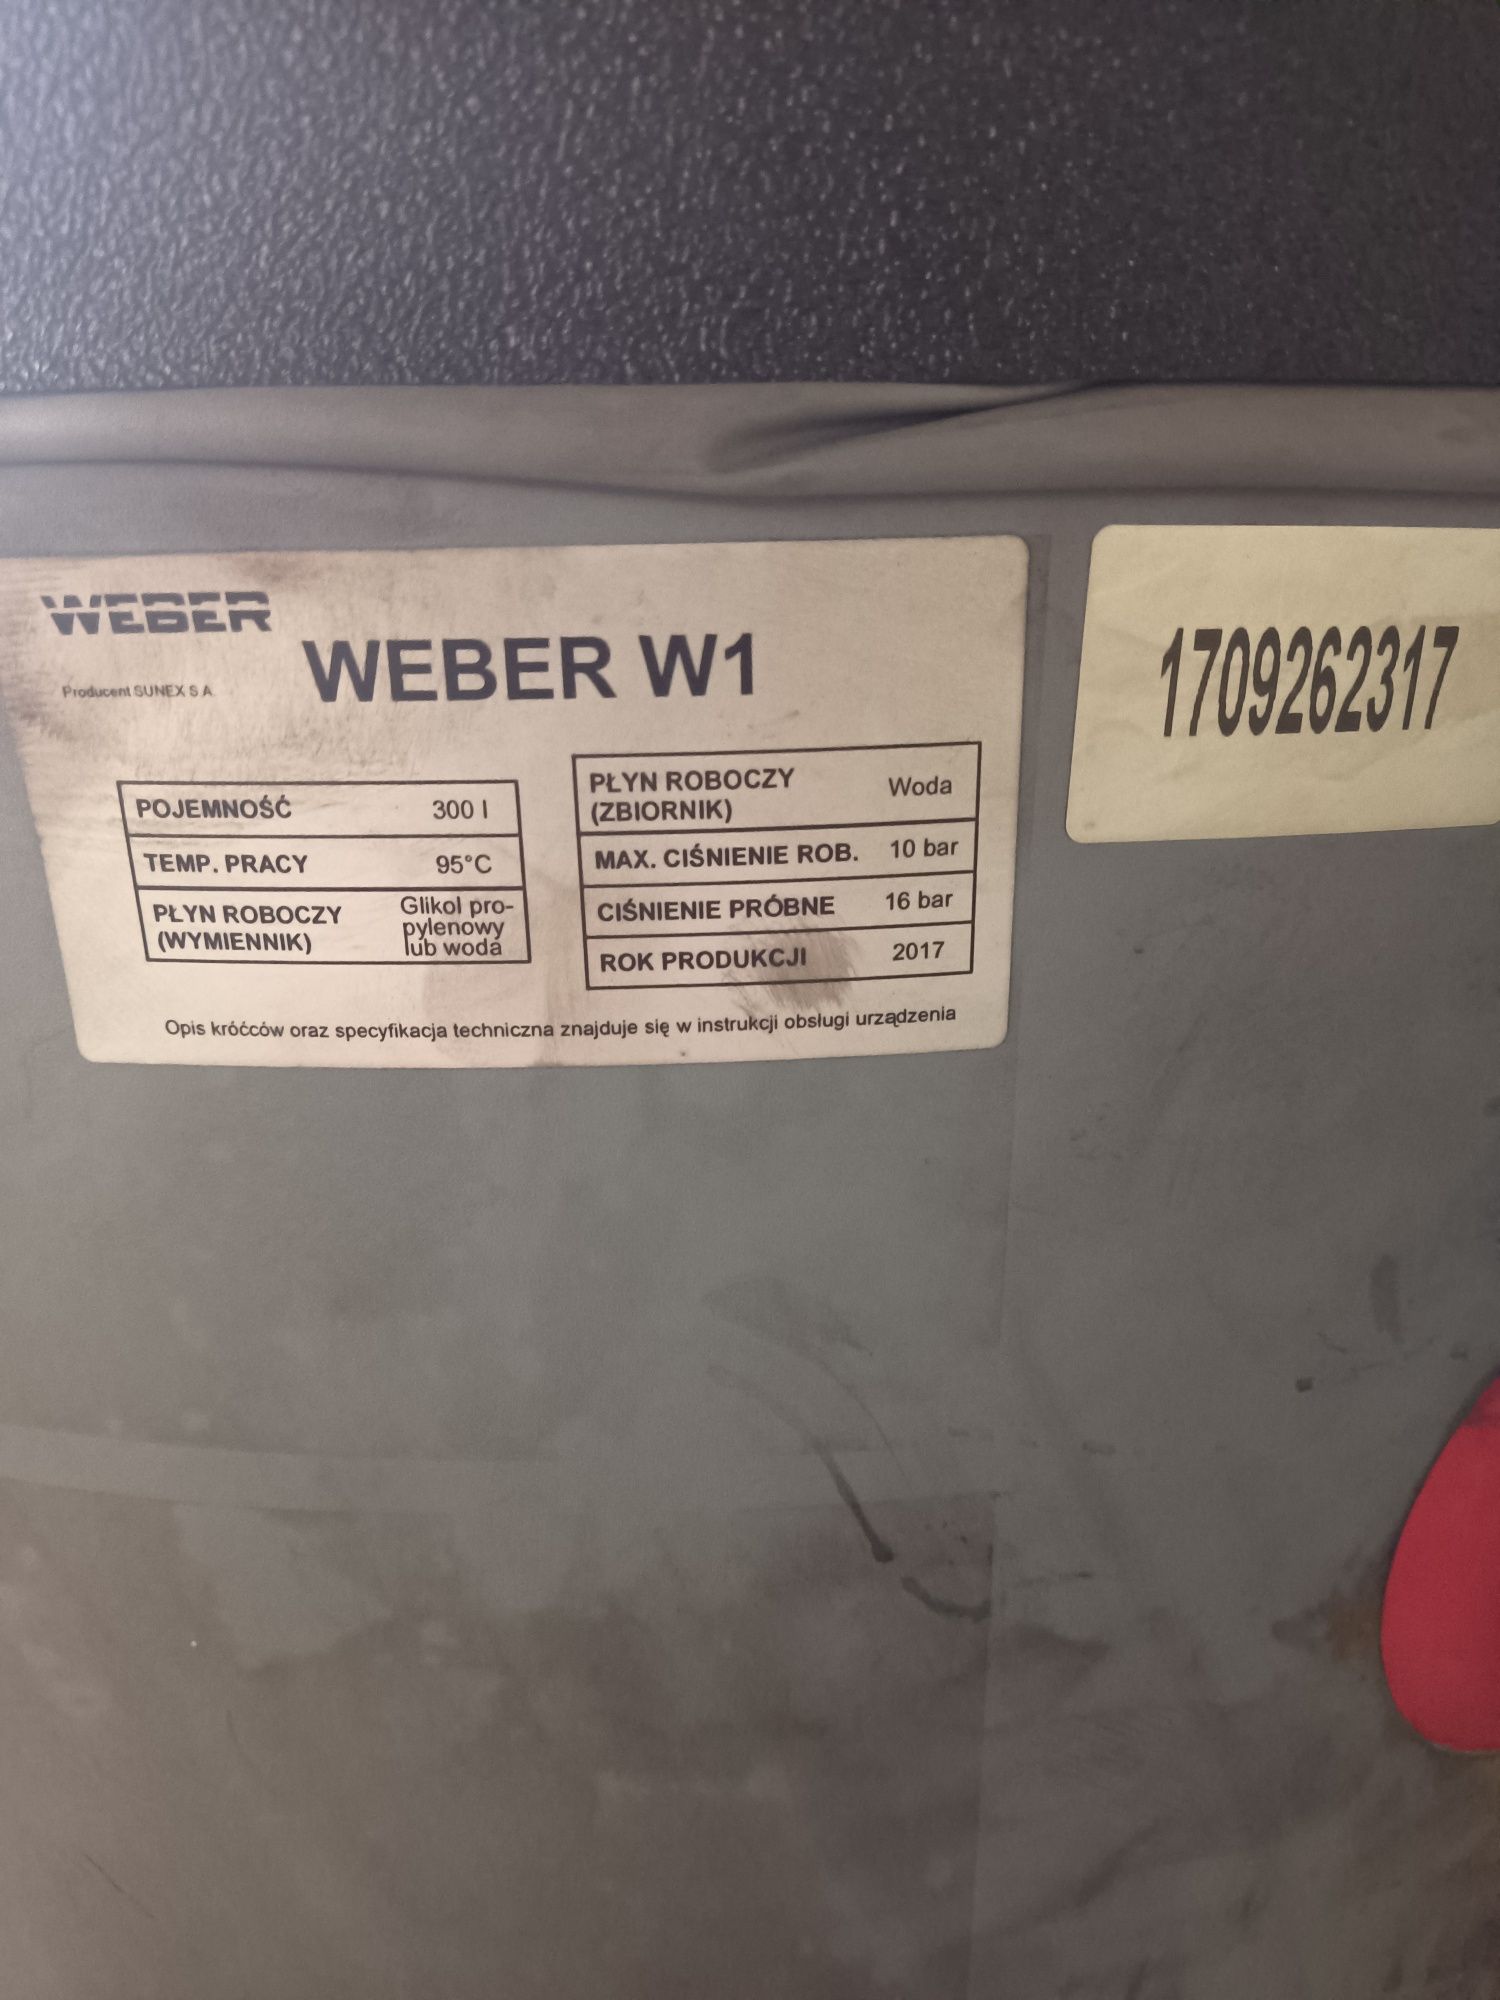 WEBER
WEBER W1
Producent SUNEX S A
1709262317
POJEMNOŚĆ 300 l
TEMP. PRACY 95°C
PŁYN ROBOCZY (WYMIENNIK) Glikol pro-
pylenowy
lub woda
PŁYN ROBOCZY Woda
(ZBIORNIK)
MAX. CIŚNIENIE ROB. 10 bar
CIŚNIENIE PRÓBNE 16 bar
ROK PRODUKCJI 2017
Opis króćców oraz specyfikacja techniczna znajduje się w instrukcji obsługi urządzenia